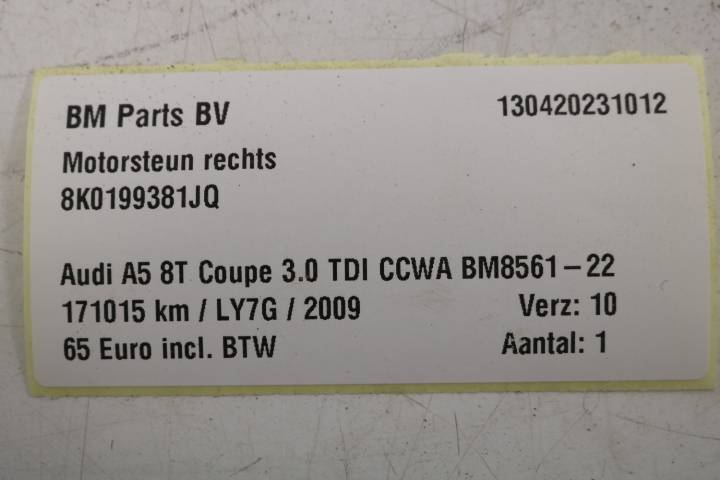 BM Parts BV 130420231012
Motorsteun rechts
8K0199381JQ
Audi A5 8T Coupe 3.0 TDI CCWA BM8561-22
171015 km / LY7G / 2009 Verz: 10
65 Euro incl. BTW Aantal: 1